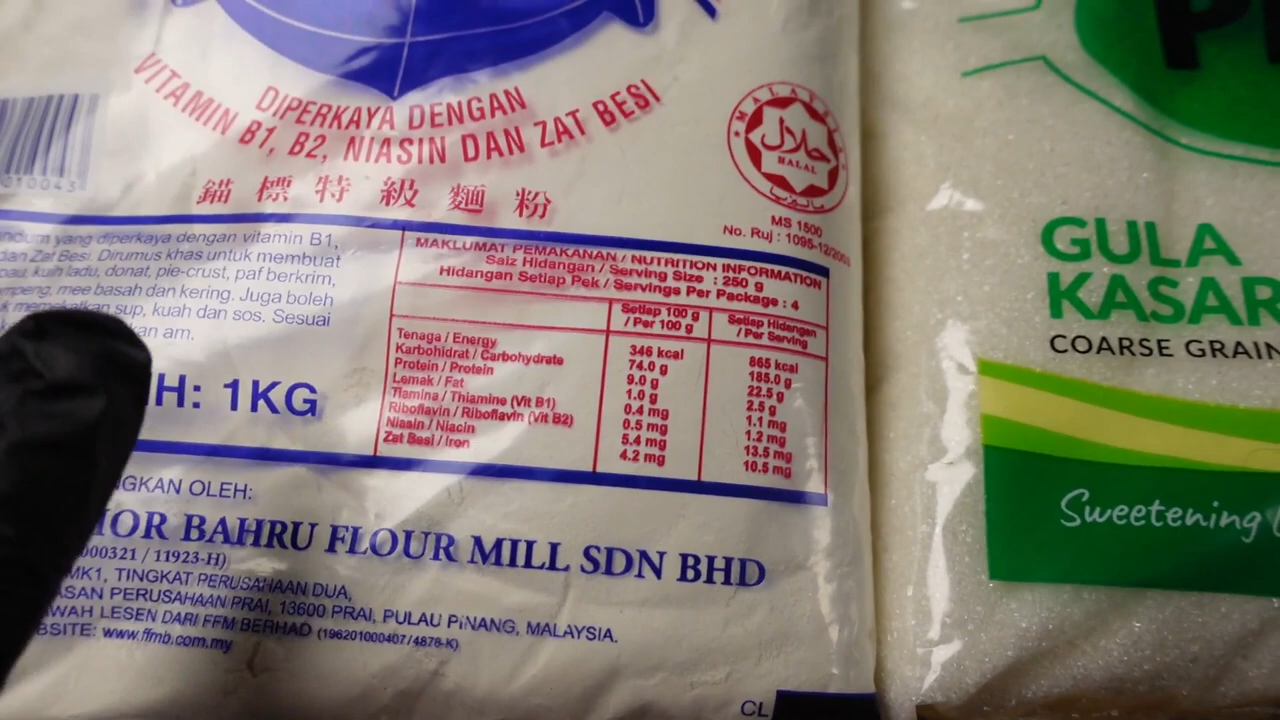 DIPERKAYA DENGAN
VITAMIN B1, B2, NIASIN DAN ZAT BESI
錨標特級麵粉
010043
MALAYSIA
حلال
HALAL
ماليزيا
MS 1500
No. Ruj : 1095-12/2003
yang diperkaya dengan vitamin B1,
dan Zat Besi. Dirumus khas untuk membuat
pau, kuih ladu, donat, pie-crust, paf berkrim,
mee basah dan kering. Juga boleh
sup, kuah dan sos. Sesuai
am.
H: 1KG
MAKLUMAT PEMAKANAN / NUTRITION INFORMATION
Saiz Hidangan / Serving Size : 250 g
Hidangan Setiap Pek / Servings Per Package : 4
Setiap 100 g / Per 100 g Setiap Hidangan / Per Serving
Tenaga / Energy 346 kcal 865 kcal
Karbohidrat / Carbohydrate 74.0 g 185.0 g
Protein / Protein 9.0 g 22.5 g
Lemak / Fat 1.0 g 2.5 g
Tiamina / Thiamine (Vit B1) 0.4 mg 1.1 mg
Riboflavin / Riboflavin (Vit B2) 0.5 mg 1.2 mg
Niasin / Niacin 5.4 mg 13.5 mg
Zat Besi / Iron 4.2 mg 10.5 mg
GKAN OLEH:
HOR BAHRU FLOUR MILL SDN BHD
000321 / 11923-H)
MK1, TINGKAT PERUSAHAAN DUA,
ASAN PERUSAHAAN PRAI, 13600 PRAI, PULAU PINANG, MALAYSIA.
WAH LESEN DARI FFM BERHAD (196201000407/4878-K)
BSITE: www.ffmb.com.my
CL
GULA
KASAR
COARSE GRAIN
Sweetening